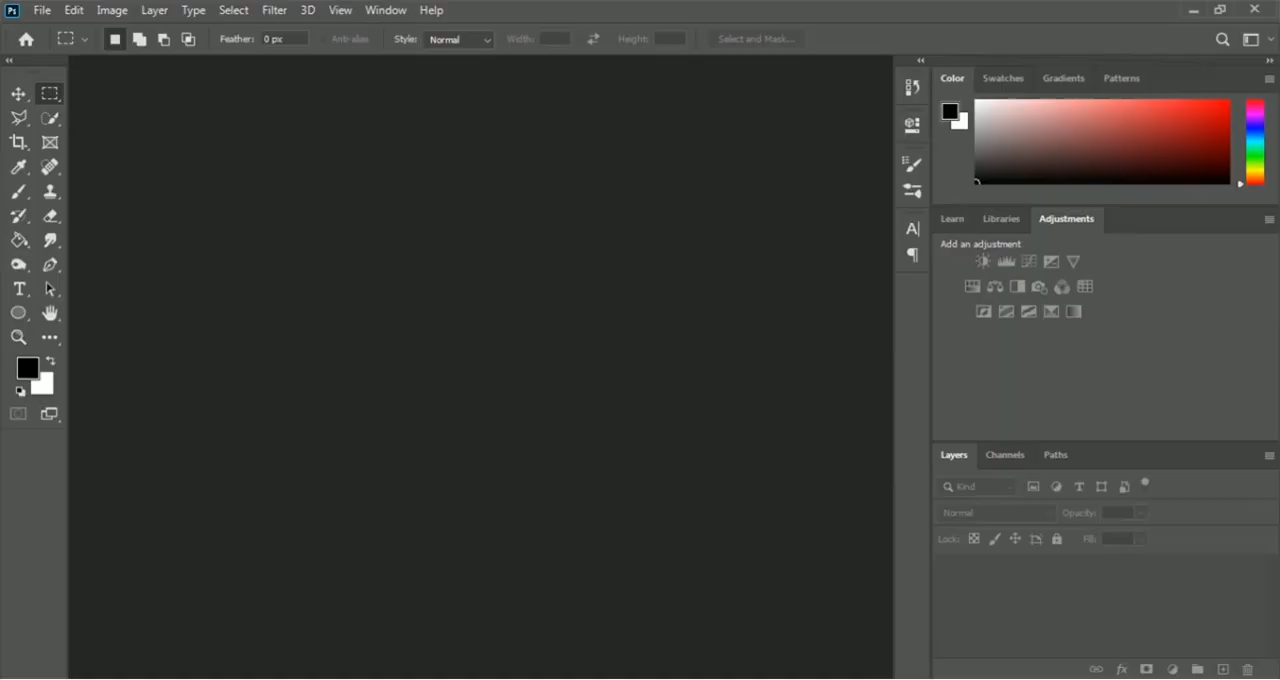 Ps File Edit Image Layer Type Select Filter 3D View Window Help
Feather: 0 px Anti-alias Style: Normal Width: Height: Select and Mask...
Color Swatches Gradients Patterns
Learn Libraries Adjustments
Add an adjustment
Layers Channels Paths
Kind
Normal Opacity:
Lock: Fill: